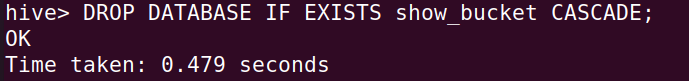 hive> DROP DATABASE IF EXISTS show_bucket CASCADE;
OK
Time taken: 0.479 seconds